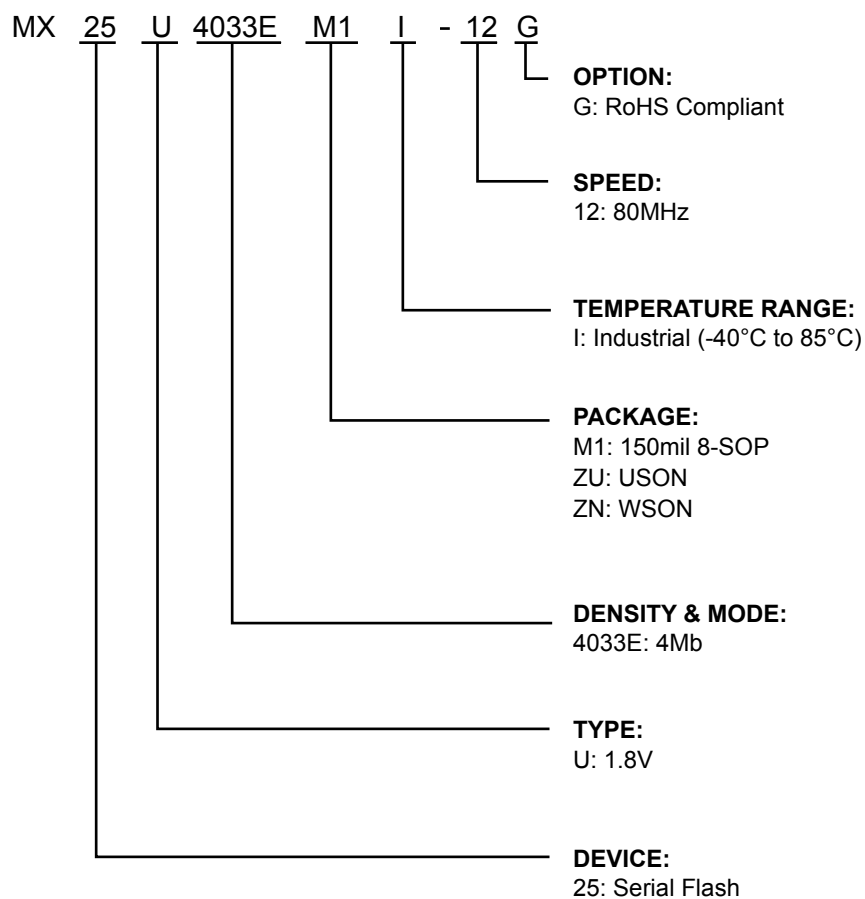 MX 25 U 4033E M1 I - 12 G
OPTION:
G: RoHS Compliant
SPEED:
12: 80MHz
TEMPERATURE RANGE:
I: Industrial (-40°C to 85°C)
PACKAGE:
M1: 150mil 8-SOP
ZU: USON
ZN: WSON
DENSITY & MODE:
4033E: 4Mb
TYPE:
U: 1.8V
DEVICE:
25: Serial Flash